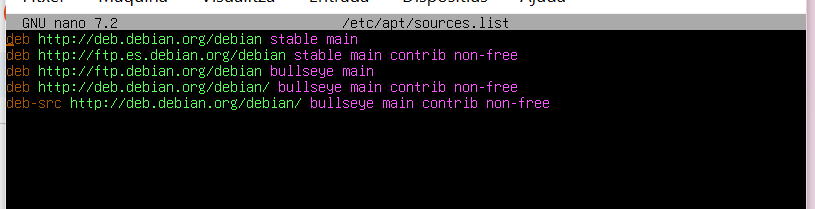 Fitxer Màquina Visualitza Entrada Dispositius Ajuda
GNU nano 7.2 /etc/apt/sources.list
deb http://deb.debian.org/debian stable main
deb http://ftp.es.debian.org/debian stable main contrib non-free
deb http://ftp.debian.org/debian bullseye main
deb http://deb.debian.org/debian/ bullseye main contrib non-free
deb-src http://deb.debian.org/debian/ bullseye main contrib non-free